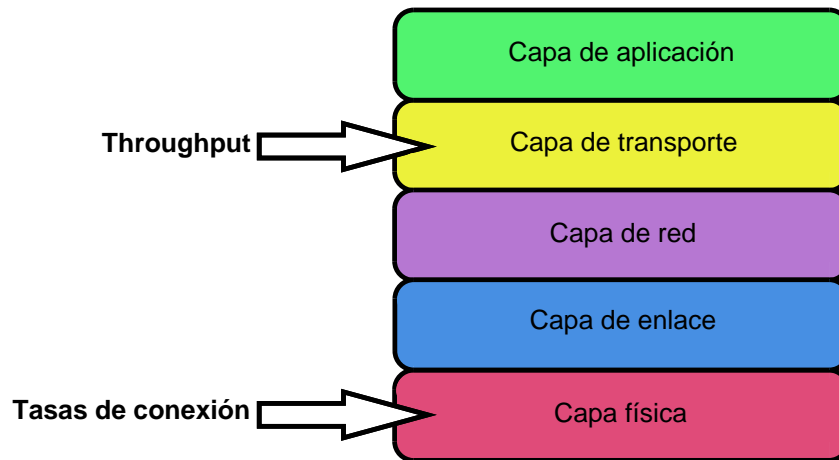 Capa de aplicación
Throughput
Capa de transporte
Capa de red
Capa de enlace
Tasas de conexión
Capa física